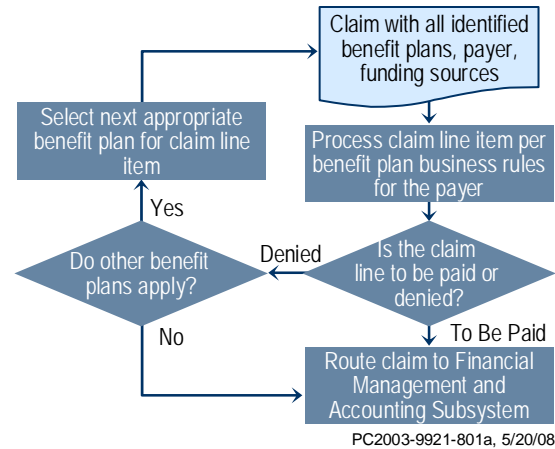 Claim with all identified
benefit plans, payer,
funding sources
Select next appropriate
benefit plan for claim line
item
Process claim line item per
benefit plan business rules
for the payer
Yes
Do other benefit
plans apply?
Denied
Is the claim
line to be paid or
denied?
No
To Be Paid
Route claim to Financial
Management and
Accounting Subsystem
PC2003-9921-801a, 5/20/08